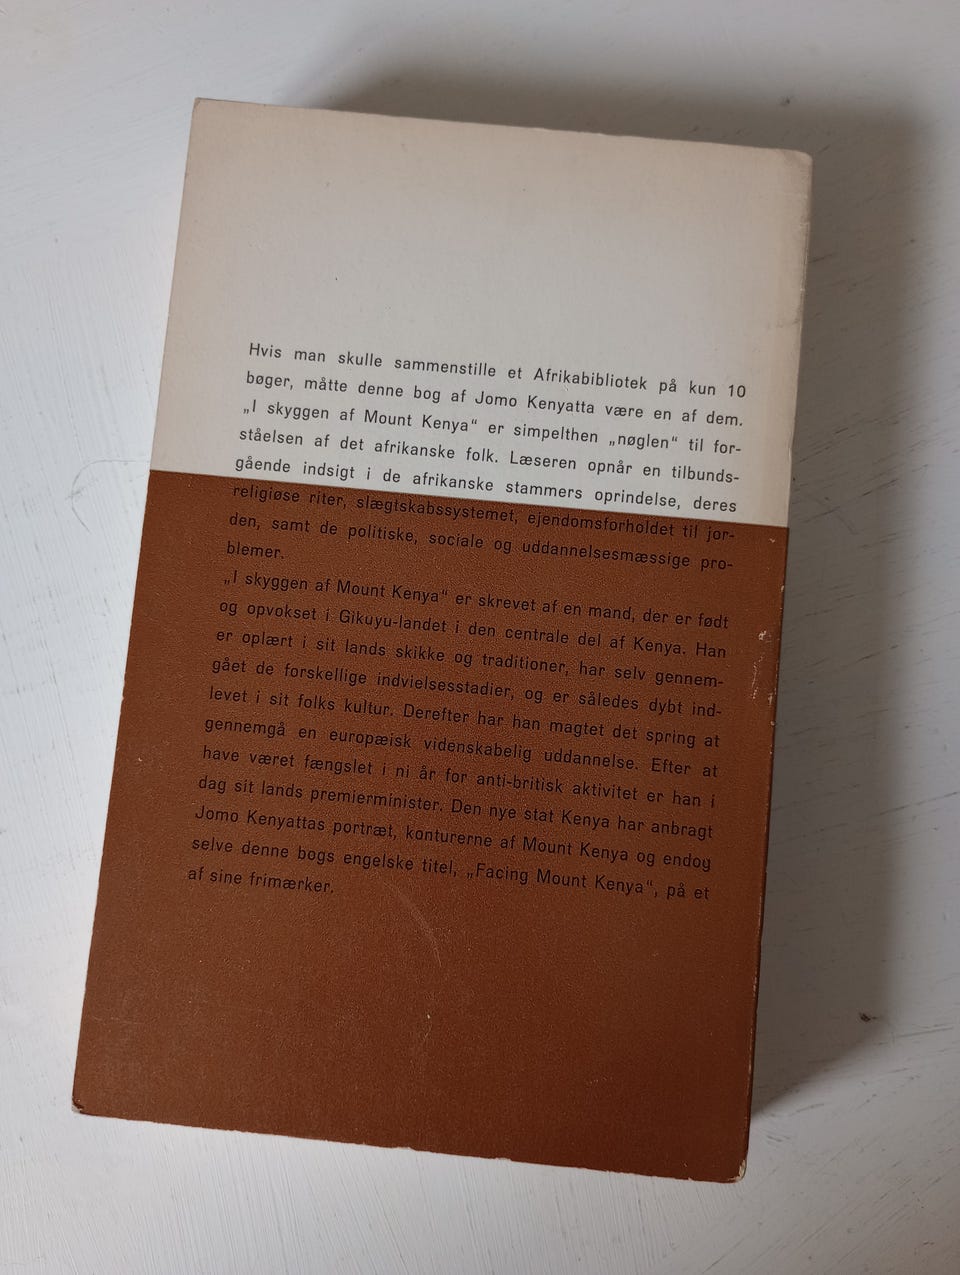 Hvis man skulle sammenstille et Afrikabibliotek på kun 10
bøger, måtte denne bog af Jomo Kenyatta være en af dem.
„I skyggen af Mount Kenya“ er simpelthen „nøglen“ til for-
ståelsen af det afrikanske folk. Læseren opnår en tilbunds-
gående indsigt i de afrikanske stammers oprindelse, deres
religiøse riter, slægtskabssystemet, ejendomsforholdet til jor-
den, samt de politiske, sociale og uddannelsesmæssige pro-
blemer.
„I skyggen af Mount Kenya“ er skrevet af en mand, der er født
og opvokset i Gikuyu-landet i den centrale del af Kenya. Han
er oplært i sit lands skikke og traditioner, har selv gennem-
gået de forskellige indvielsesstadier, og er således dybt ind-
levet i sit folks kultur. Derefter har han magtet det spring at
gennemgå en europæisk videnskabelig uddannelse. Efter at
have været fængslet i ni år for anti-britisk aktivitet er han i
dag sit lands premierminister. Den nye stat Kenya har anbragt
Jomo Kenyattas portræt, konturerne af Mount Kenya og endog
selve denne bogs engelske titel, „Facing Mount Kenya“, på et
af sine frimærker.